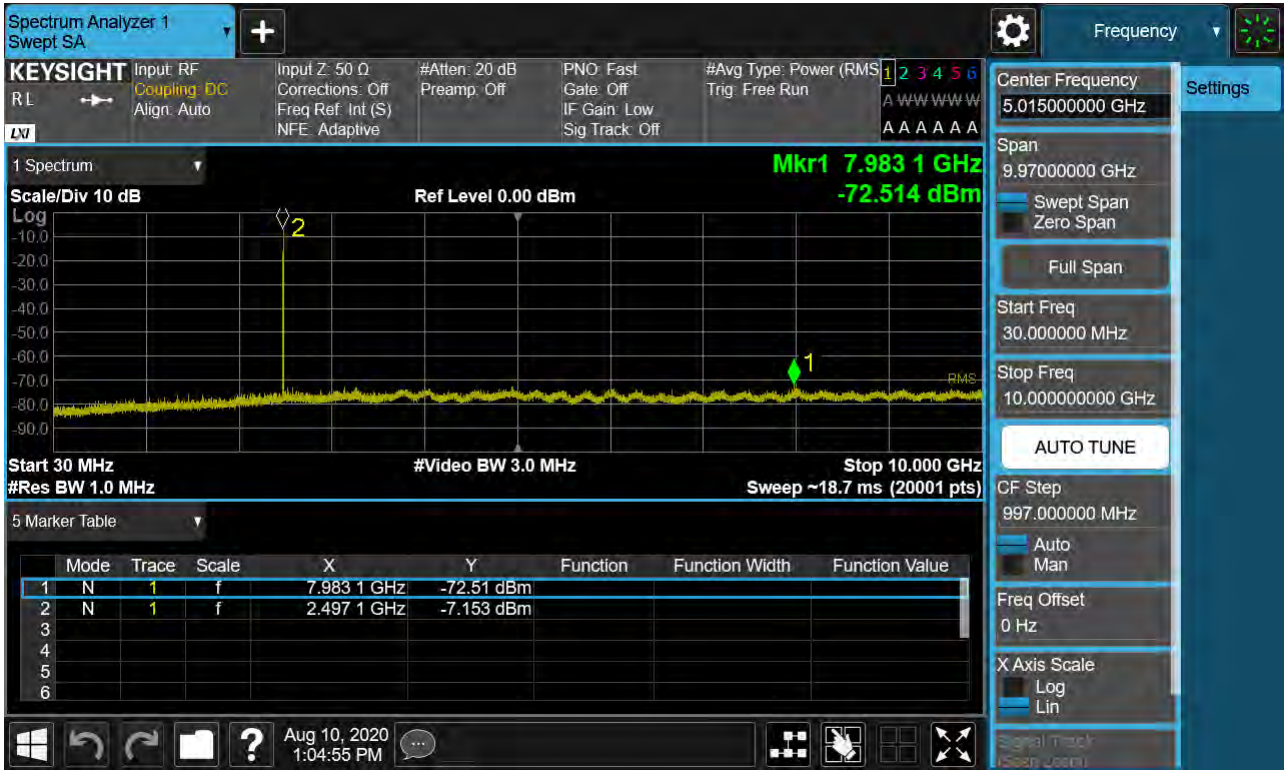 Spectrum Analyzer 1
Swept SA
Frequency
KEYSIGHT
R L
LXI
Input: RF
Coupling: DC
Align: Auto
Input Z: 50 Ω
Corrections: Off
Freq Ref: Int (S)
NFE: Adaptive
#Atten: 20 dB
Preamp: Off
PNO: Fast
Gate: Off
IF Gain: Low
Sig Track: Off
#Avg Type: Power (RMS
Trig: Free Run
1 2 3 4 5 6
A W W W W W
A A A A A A
1 Spectrum
Scale/Div 10 dB
Ref Level 0.00 dBm
Mkr1 7.983 1 GHz
-72.514 dBm
Log
-10.0
-20.0
-30.0
-40.0
-50.0
-60.0
-70.0
-80.0
-90.0
2
1
RMS
Start 30 MHz
#Video BW 3.0 MHz
Stop 10.000 GHz
#Res BW 1.0 MHz
Sweep ~18.7 ms (20001 pts)
5 Marker Table
Mode Trace Scale X Y Function Function Width Function Value
1 N 1 f 7.983 1 GHz -72.51 dBm
2 N 1 f 2.497 1 GHz -7.153 dBm
3
4
5
6
Aug 10, 2020
1:04:55 PM
?
Center Frequency
5.015000000 GHz
Settings
Span
9.97000000 GHz
Swept Span
Zero Span
Full Span
Start Freq
30.000000 MHz
Stop Freq
10.000000000 GHz
AUTO TUNE
CF Step
997.000000 MHz
Auto
Man
Freq Offset
0 Hz
X Axis Scale
Log
Lin
Signal Track